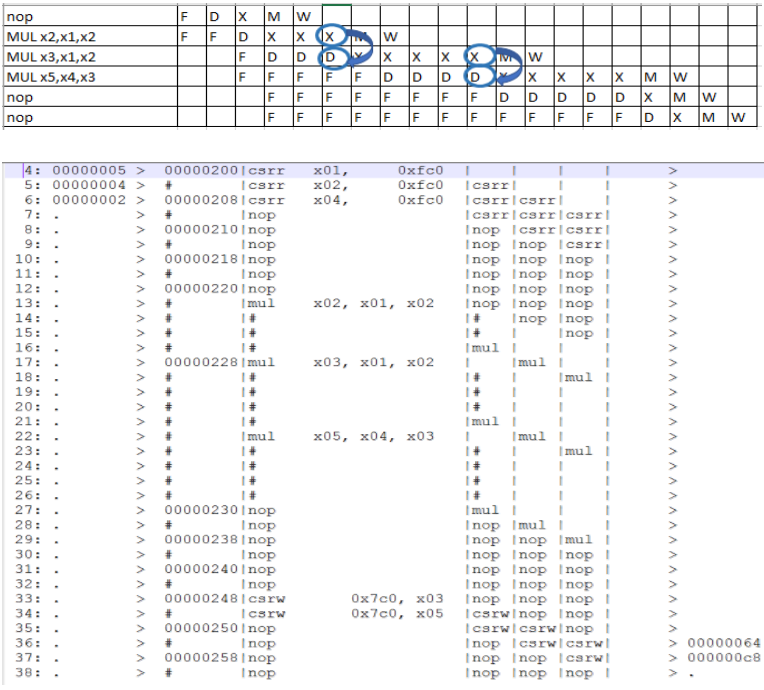 nop F D X M W
MUL x2,x1,x2 F F D X X X M W
MUL x3,x1,x2 F D D D X X X X X M W
MUL x5,x4,x3 F F F F F D D D D X X X X X M W
nop F F F F F F F F D D D D D X M W
nop F F F F F F F F F F F F F D X M W
4: 00000005 > 00000200|csrr x01, 0xfc0 | | | | >
5: 00000004 > # |csrr x02, 0xfc0 |csrr| | | >
6: 00000002 > 00000208|csrr x04, 0xfc0 |csrr|csrr| | >
7: . > # |nop |csrr|csrr|csrr| >
8: . > 00000210|nop |nop |csrr|csrr| >
9: . > # |nop |nop |nop |csrr| >
10: . > 00000218|nop |nop |nop |nop | >
11: . > # |nop |nop |nop |nop | >
12: . > 00000220|nop |nop |nop |nop | >
13: . > # |mul x02, x01, x02 |nop |nop |nop | >
14: . > # |# |# |nop |nop | >
15: . > # |# |# | |nop | >
16: . > # |# |mul | | | >
17: . > 00000228|mul x03, x01, x02 | |mul | | >
18: . > # |# |# | |mul | >
19: . > # |# |# | | | >
20: . > # |# |# | | | >
21: . > # |# |mul | | | >
22: . > # |mul x05, x04, x03 | |mul | | >
23: . > # |# |# | |mul | >
24: . > # |# |# | | | >
25: . > # |# |# | | | >
26: . > # |# |# | | | >
27: . > 00000230|nop |mul | | | >
28: . > # |nop |nop |mul | | >
29: . > 00000238|nop |nop |nop |mul | >
30: . > # |nop |nop |nop |nop | >
31: . > 00000240|nop |nop |nop |nop | >
32: . > # |nop |nop |nop |nop | >
33: . > 00000248|csrw 0x7c0, x03 |nop |nop |nop | >
34: . > # |csrw 0x7c0, x05 |csrw|nop |nop | >
35: . > 00000250|nop |csrw|csrw|nop | >
36: . > # |nop |nop |csrw|csrw| > 00000064
37: . > 00000258|nop |nop |nop |csrw| > 000000c8
38: . > # |nop |nop |nop |nop | > .